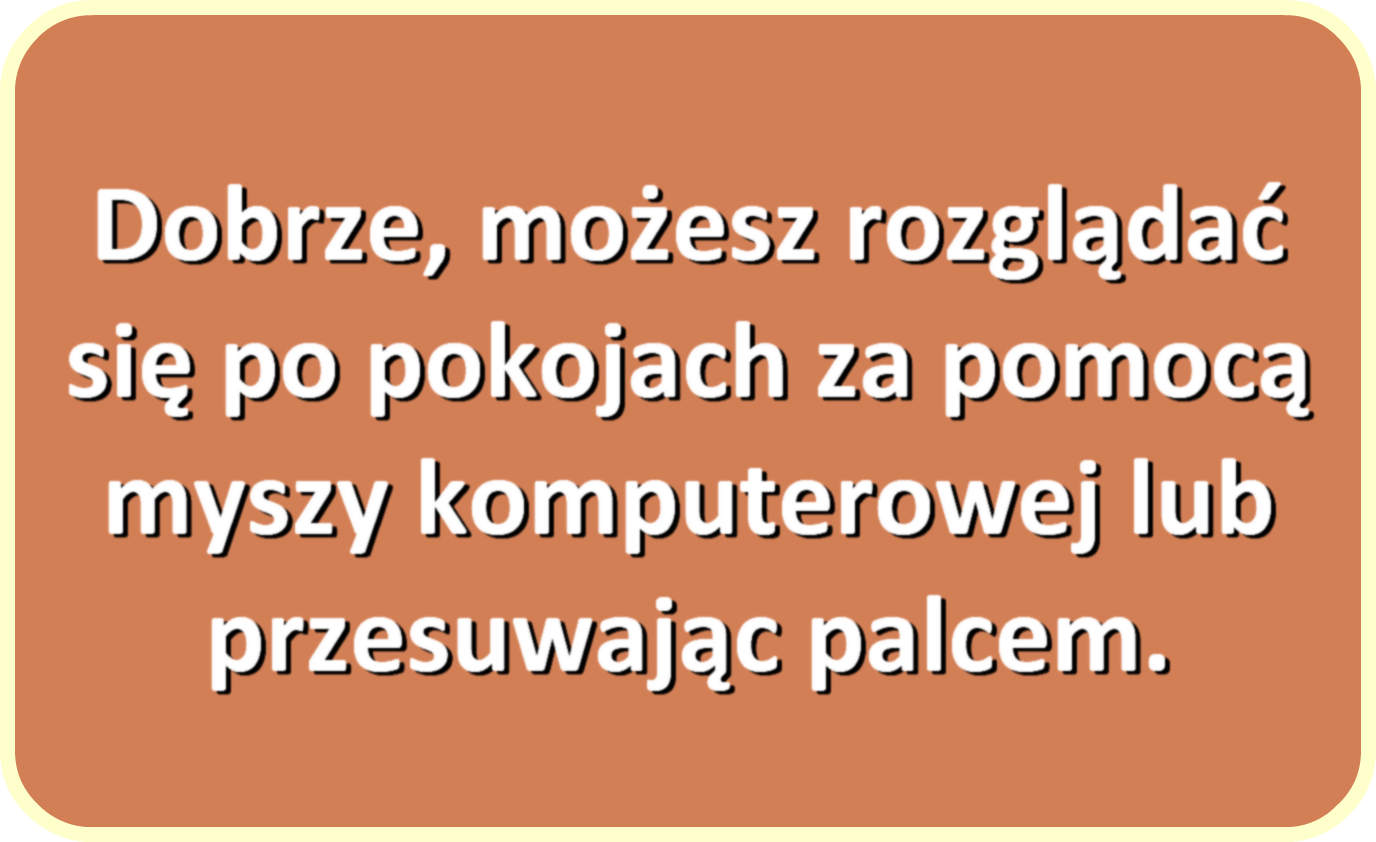 Dobrze, możesz rozglądać
się po pokojach za pomocą
myszy komputerowej lub
przesuwając palcem.